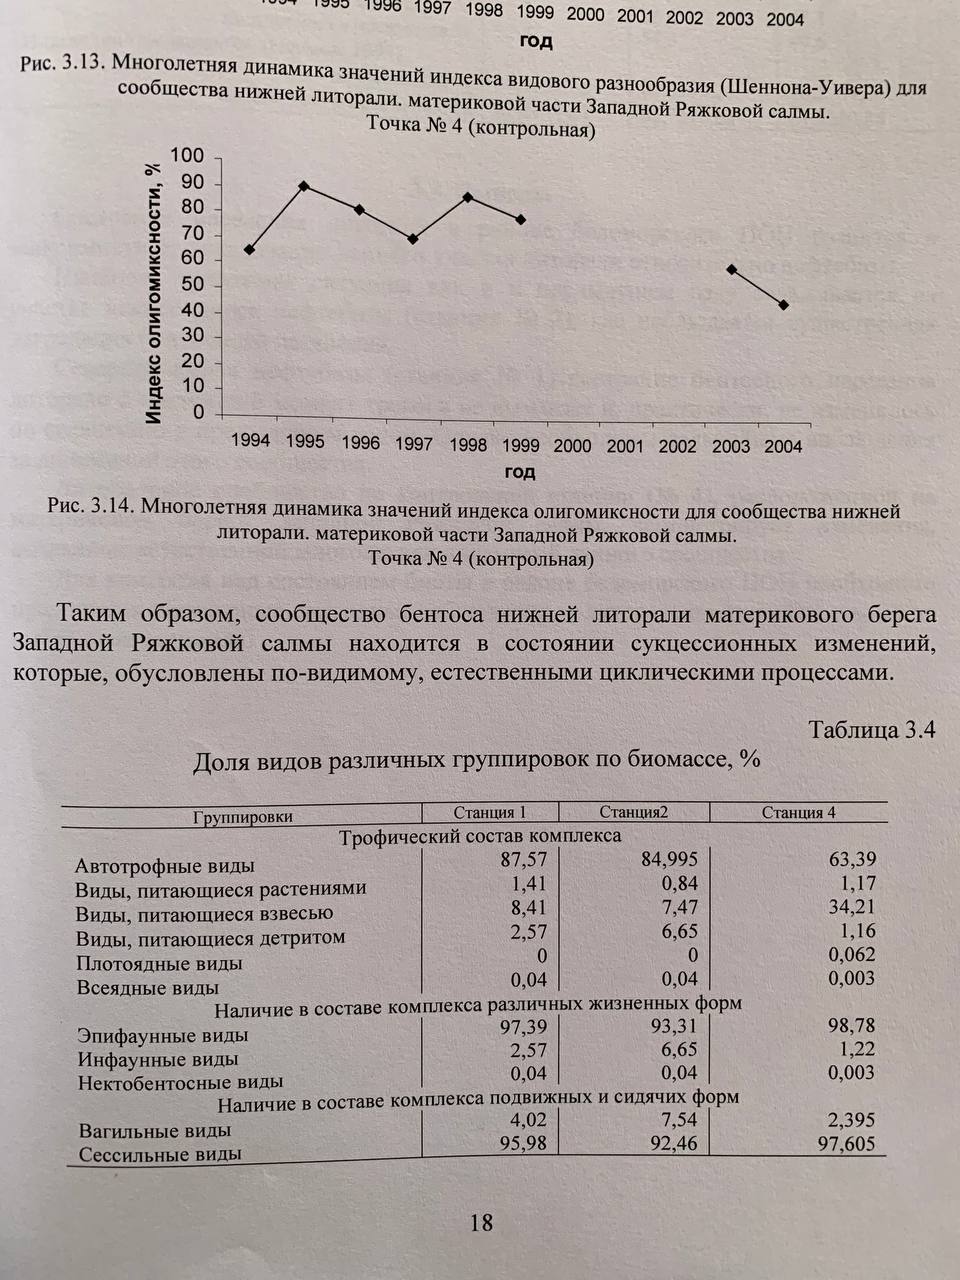 1994 1995 1996 1997 1998 1999 2000 2001 2002 2003 2004
год
Рис. 3.13. Многолетняя динамика значений индекса видового разнообразия (Шеннона-Уивера) для
сообщества нижней литорали. материковой части Западной Ряжковой салмы.
Точка № 4 (контрольная)
Индекс олигомиксности, %
100
90
80
70
60
50
40
30
20
10
0
1994 1995 1996 1997 1998 1999 2000 2001 2002 2003 2004
год
Рис. 3.14. Многолетняя динамика значений индекса олигомиксности для сообщества нижней
литорали. материковой части Западной Ряжковой салмы.
Точка № 4 (контрольная)
Таким образом, сообщество бентоса нижней литорали материкового берега
Западной Ряжковой салмы находится в состоянии сукцессионных изменений,
которые, обусловлены по-видимому, естественными циклическими процессами.
Таблица 3.4
Доля видов различных группировок по биомассе, %
Группировки Станция 1 Станция2 Станция 4
Трофический состав комплекса
Автотрофные виды 87,57 84,995 63,39
Виды, питающиеся растениями 1,41 0,84 1,17
Виды, питающиеся взвесью 8,41 7,47 34,21
Виды, питающиеся детритом 2,57 6,65 1,16
Плотоядные виды 0 0 0,062
Всеядные виды 0,04 0,04 0,003
Наличие в составе комплекса различных жизненных форм
Эпифаунные виды 97,39 93,31 98,78
Инфаунные виды 2,57 6,65 1,22
Нектобентосные виды 0,04 0,04 0,003
Наличие в составе комплекса подвижных и сидячих форм
Вагильные виды 4,02 7,54 2,395
Сессильные виды 95,98 92,46 97,605
18